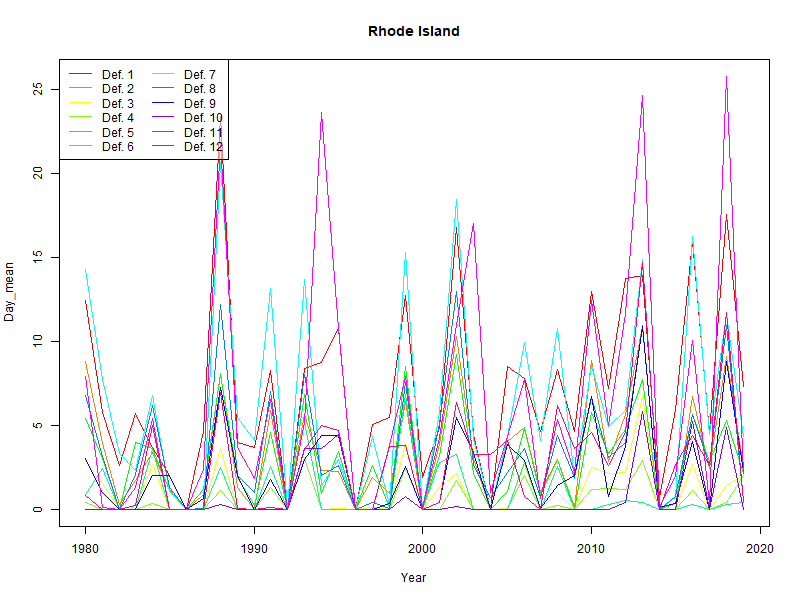 Rhode Island
Def. 1 Def. 7
Def. 2 Def. 8
Def. 3 Def. 9
Def. 4 Def. 10
Def. 5 Def. 11
Def. 6 Def. 12
25
20
15
10
5
0
Day_mean
1980 1990 2000 2010 2020
Year